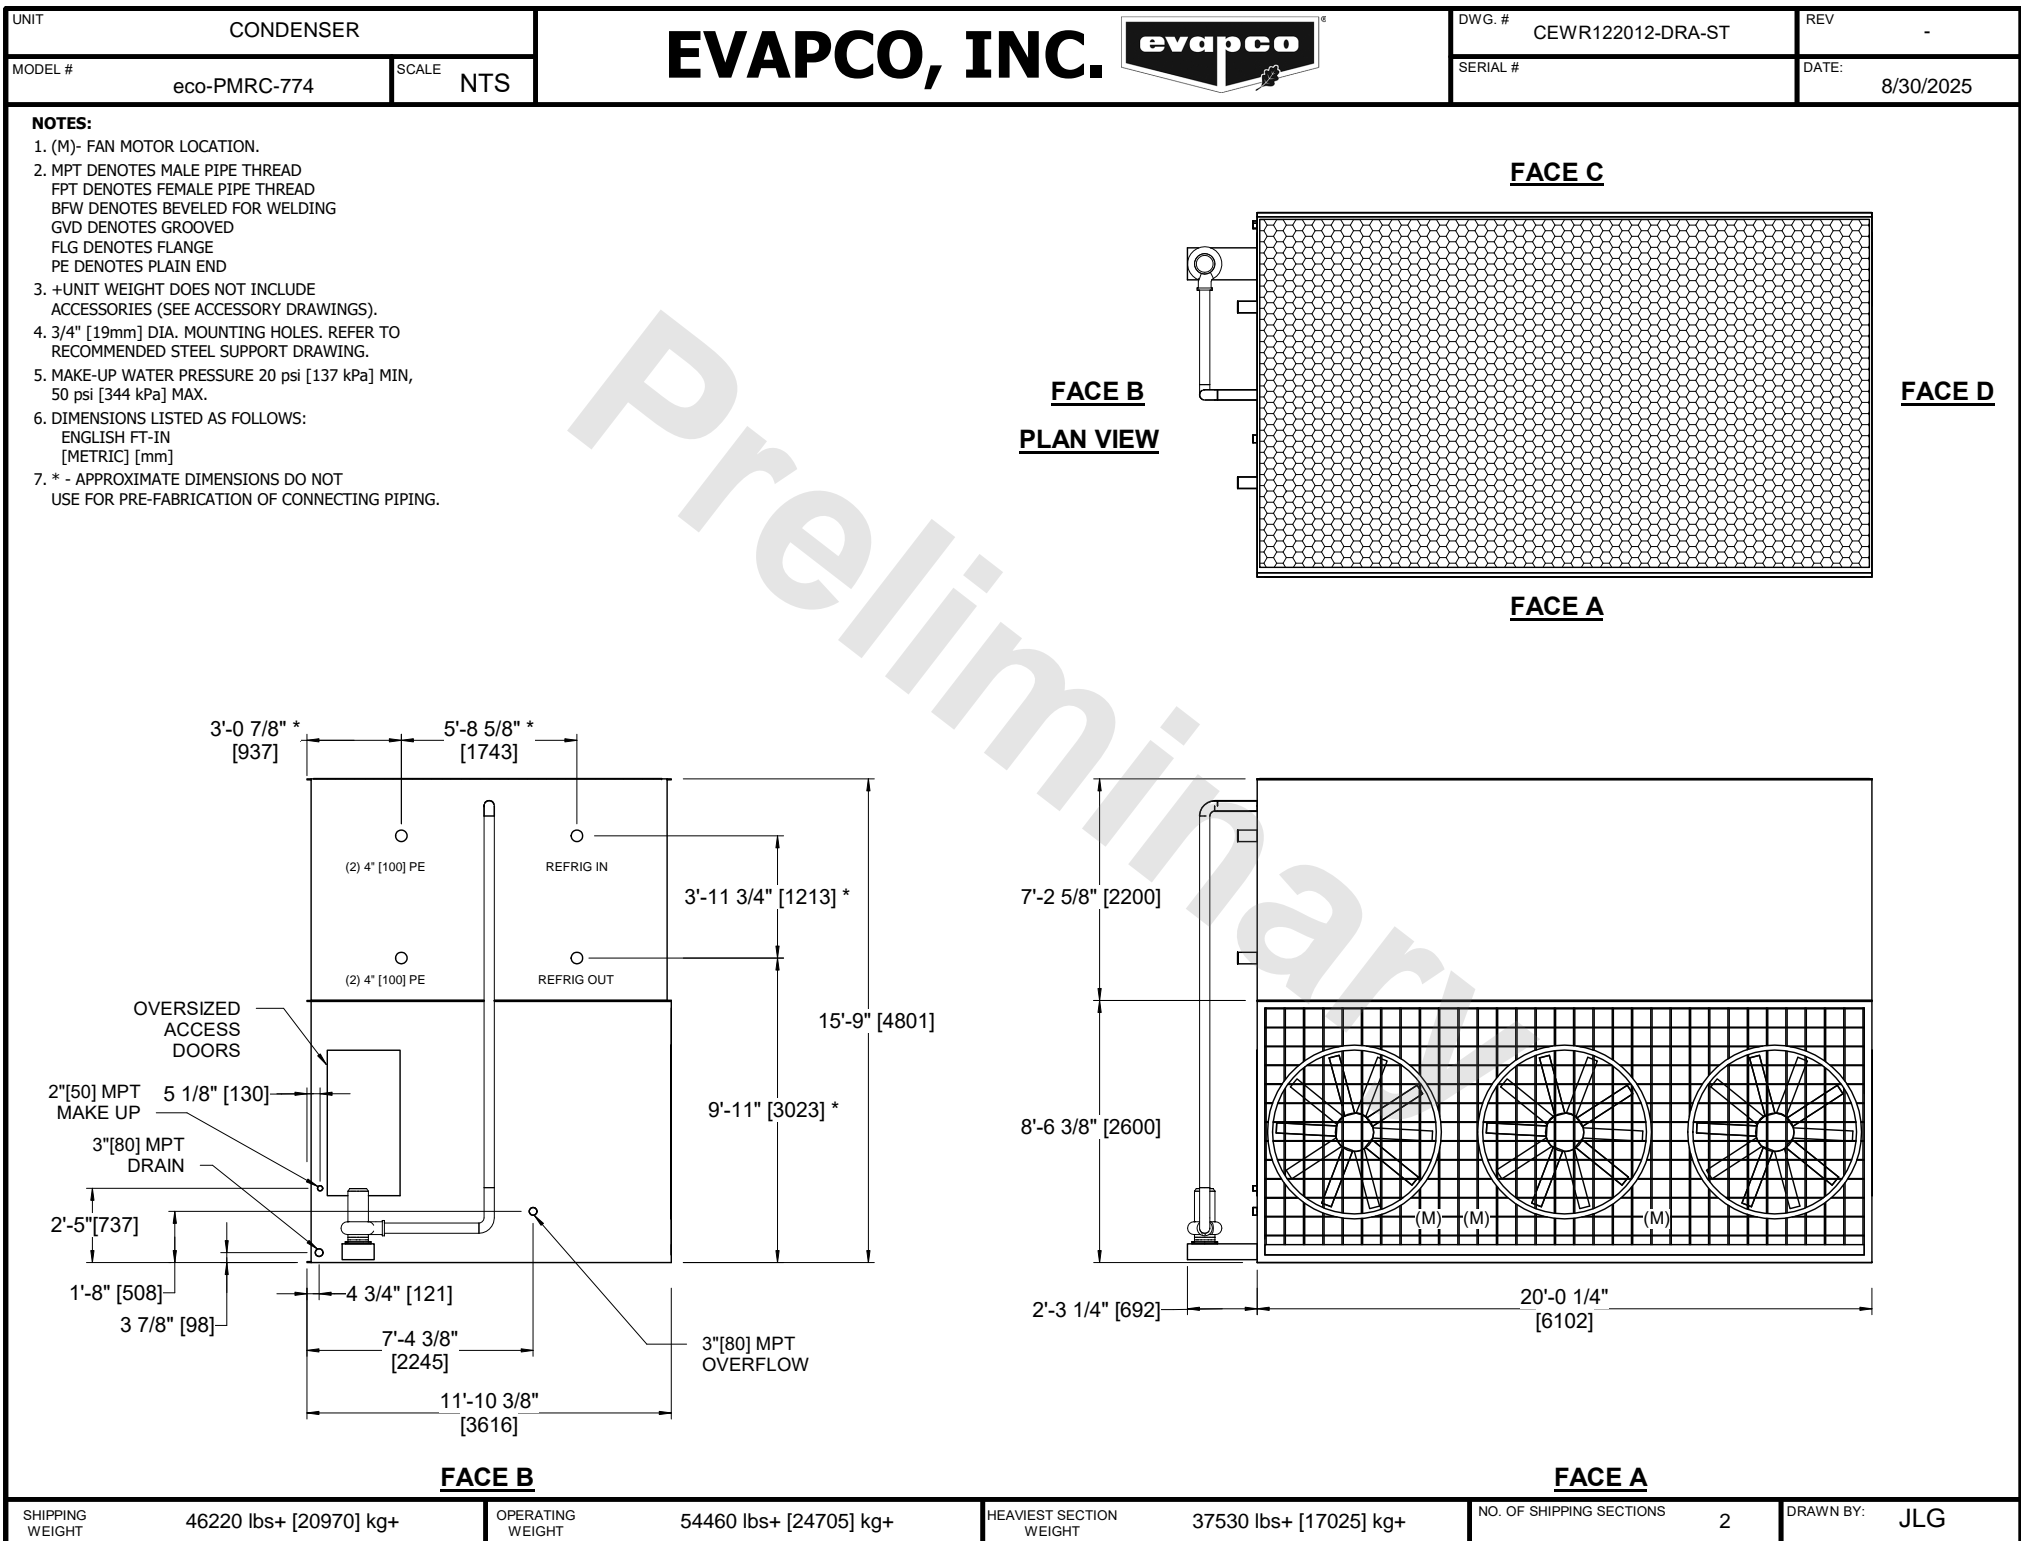 UNIT
CONDENSER
MODEL #
eco-PMRC-774
SCALE
NTS
EVAPCO, INC.
evapco
®
DWG. #
CEWR122012-DRA-ST
REV
-
SERIAL #
DATE:
8/30/2025
NOTES:
1. (M)- FAN MOTOR LOCATION.
2. MPT DENOTES MALE PIPE THREAD
FPT DENOTES FEMALE PIPE THREAD
BFW DENOTES BEVELED FOR WELDING
GVD DENOTES GROOVED
FLG DENOTES FLANGE
PE DENOTES PLAIN END
3. +UNIT WEIGHT DOES NOT INCLUDE
ACCESSORIES (SEE ACCESSORY DRAWINGS).
4. 3/4" [19mm] DIA. MOUNTING HOLES. REFER TO
RECOMMENDED STEEL SUPPORT DRAWING.
5. MAKE-UP WATER PRESSURE 20 psi [137 kPa] MIN,
50 psi [344 kPa] MAX.
6. DIMENSIONS LISTED AS FOLLOWS:
ENGLISH FT-IN
[METRIC] [mm]
7. * - APPROXIMATE DIMENSIONS DO NOT
USE FOR PRE-FABRICATION OF CONNECTING PIPING.
Preliminary
FACE C
FACE B
PLAN VIEW
FACE D
FACE A
3'-0 7/8" *
[937]
5'-8 5/8" *
[1743]
(2) 4" [100] PE
REFRIG IN
3'-11 3/4" [1213] *
(2) 4" [100] PE
REFRIG OUT
OVERSIZED
ACCESS
DOORS
15'-9" [4801]
2"[50] MPT
MAKE UP
5 1/8" [130]
9'-11" [3023] *
3"[80] MPT
DRAIN
2'-5"[737]
1'-8" [508]
4 3/4" [121]
3 7/8" [98]
7'-4 3/8"
[2245]
3"[80] MPT
OVERFLOW
11'-10 3/8"
[3616]
FACE B
7'-2 5/8" [2200]
8'-6 3/8" [2600]
(M)
(M)
(M)
2'-3 1/4" [692]
20'-0 1/4"
[6102]
FACE A
SHIPPING
WEIGHT
46220 lbs+ [20970] kg+
OPERATING
WEIGHT
54460 lbs+ [24705] kg+
HEAVIEST SECTION
WEIGHT
37530 lbs+ [17025] kg+
NO. OF SHIPPING SECTIONS
2
DRAWN BY:
JLG